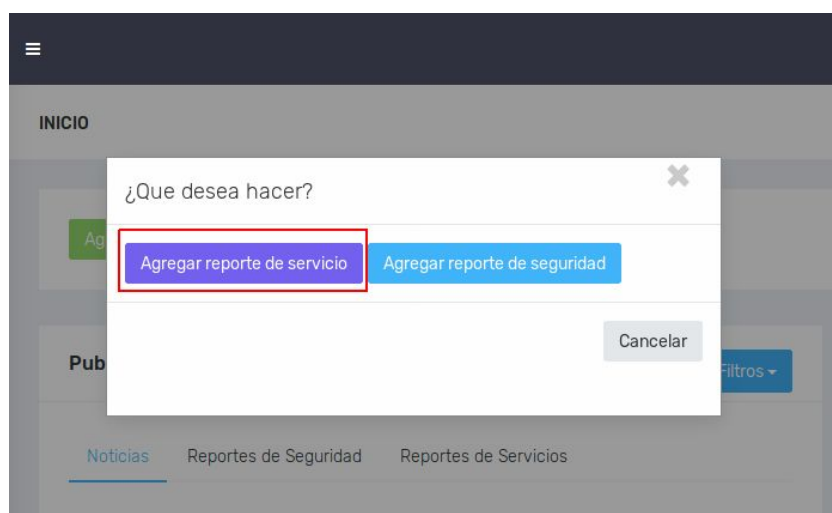 INICIO
¿Que desea hacer?
Ag
Agregar reporte de servicio Agregar reporte de seguridad
Cancelar
Pub
Filtros
Noticias Reportes de Seguridad Reportes de Servicios